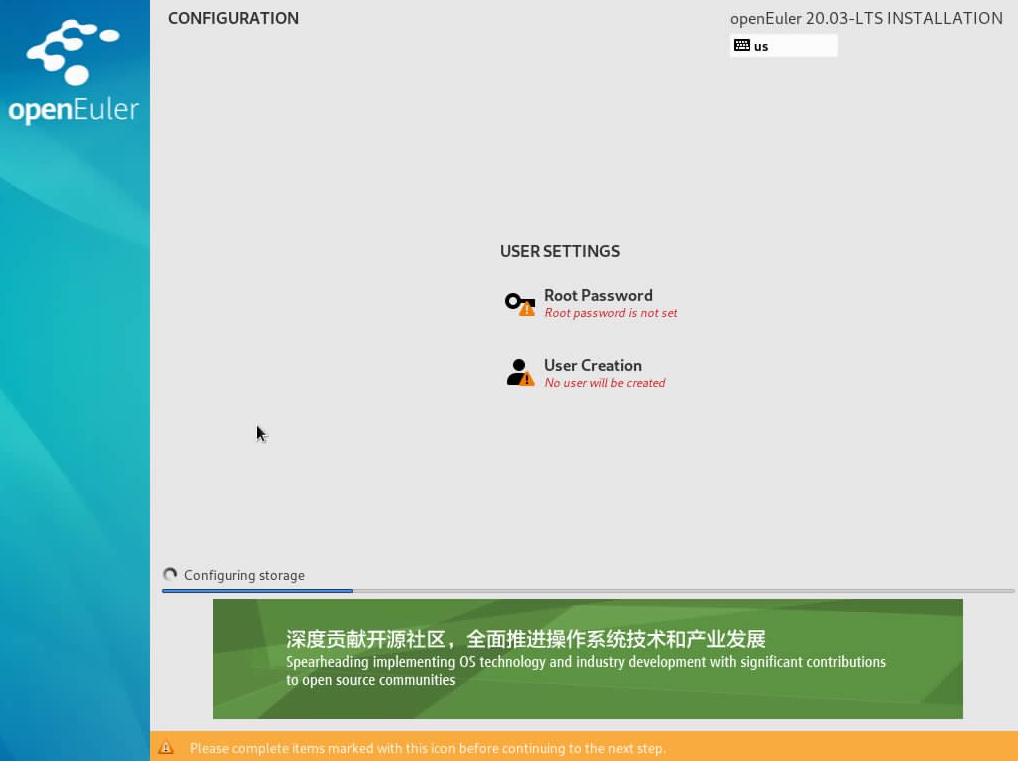 openEuler
CONFIGURATION
openEuler 20.03-LTS INSTALLATION
us
USER SETTINGS
Root Password
Root password is not set
User Creation
No user will be created
Configuring storage
深度贡献开源社区，全面推进操作系统技术和产业发展
Spearheading implementing OS technology and industry development with significant contributions
to open source communities
Please complete items marked with this icon before continuing to the next step.